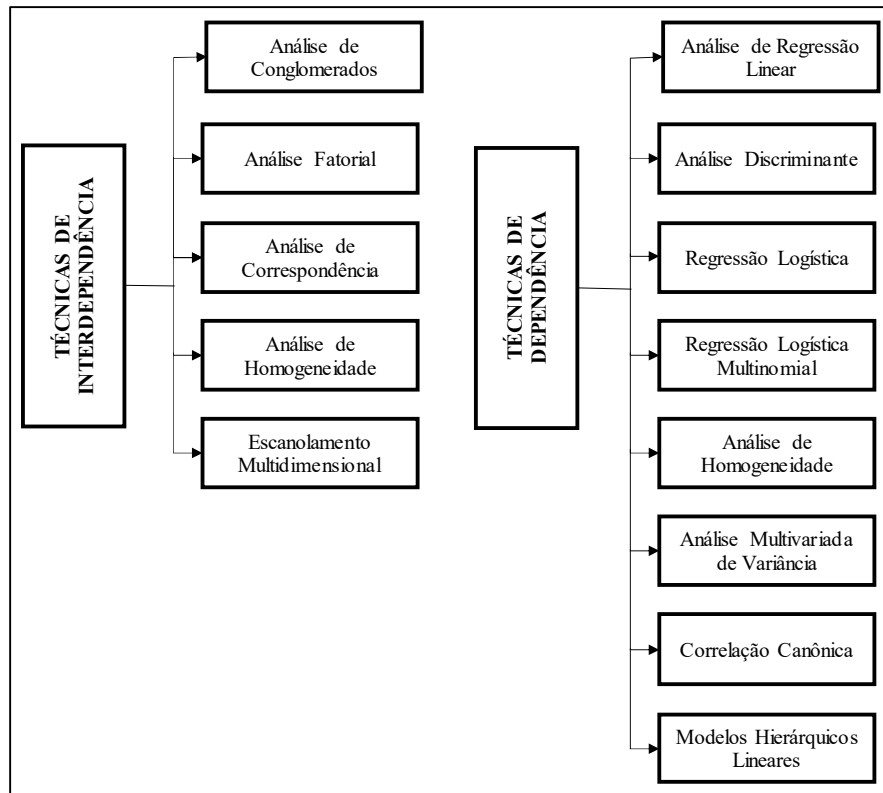 TÉCNICAS DE
INTERDEPENDÊNCIA
Análise de
Conglomerados
Análise Fatorial
Análise de
Correspondência
Análise de
Homogeneidade
Escanolamento
Multidimensional
TÉCNICAS DE
DEPENDÊNCIA
Análise de Regressão
Linear
Análise Discriminante
Regressão Logística
Regressão Logística
Multinomial
Análise de
Homogeneidade
Análise Multivariada
de Variância
Correlação Canônica
Modelos Hierárquicos
Lineares